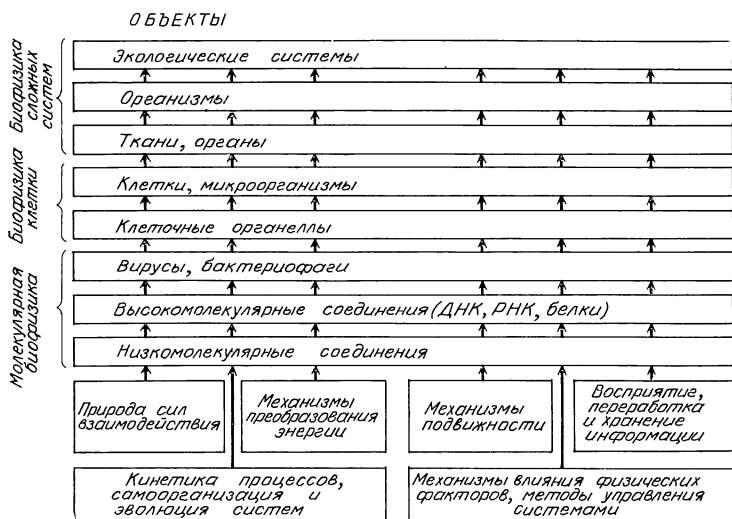 ОБЪЕКТЫ
Биофизика
сложных
систем
Экологические системы
Организмы
Ткани, органы
Биофизика
клетки
Клетки, микроорганизмы
Клеточные органеллы
Молекулярная
биофизика
Вирусы, бактериофаги
Высокомолекулярные соединения (ДНК, РНК, белки)
Низкомолекулярные соединения
Природа сил
взаимодействия
Механизмы
преобразования
энергии
Механизмы
подвижности
Восприятие,
переработка
и хранение
информации
Кинетика процессов,
самоорганизация и
эволюция систем
Механизмы влияния физических
факторов, методы управления
системами